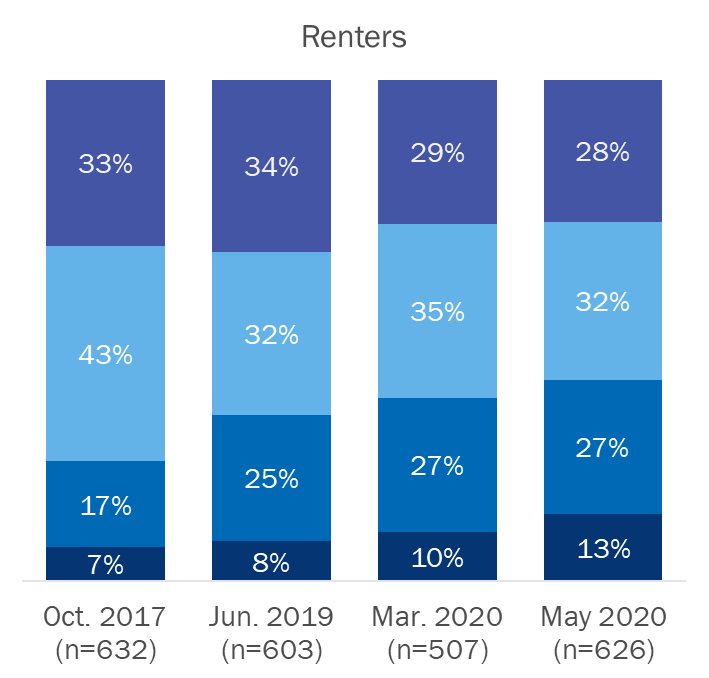 Renters
33%
34%
29%
28%
43%
32%
35%
32%
17%
25%
27%
27%
7%
8%
10%
13%
Oct. 2017
(n=632)
Jun. 2019
(n=603)
Mar. 2020
(n=507)
May 2020
(n=626)